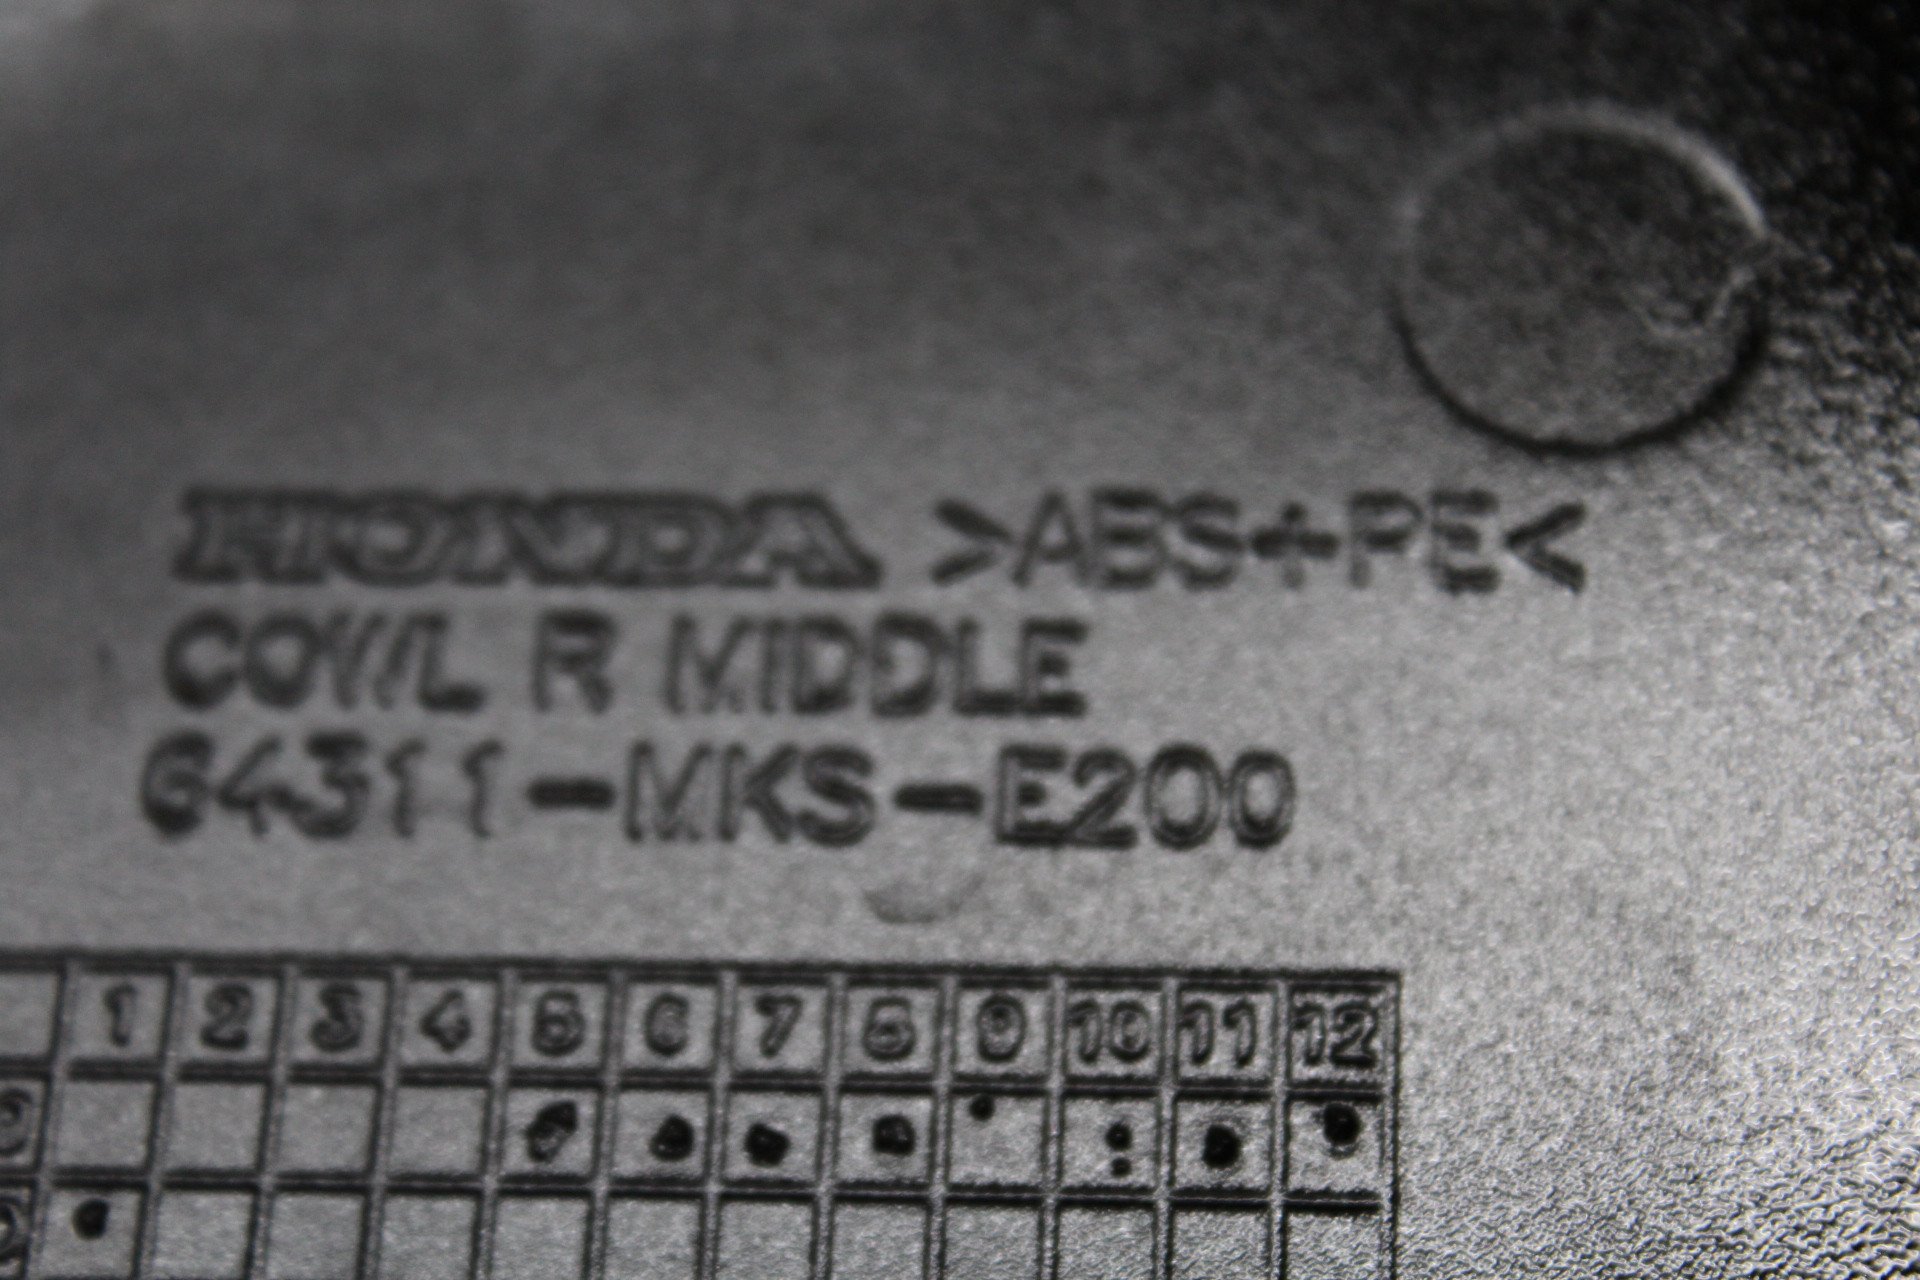 HONDA >ABS+PE<
COWL R MIDDLE
64311-MKS-E200
1 2 3 4 5 6 7 8 9 10 11 12